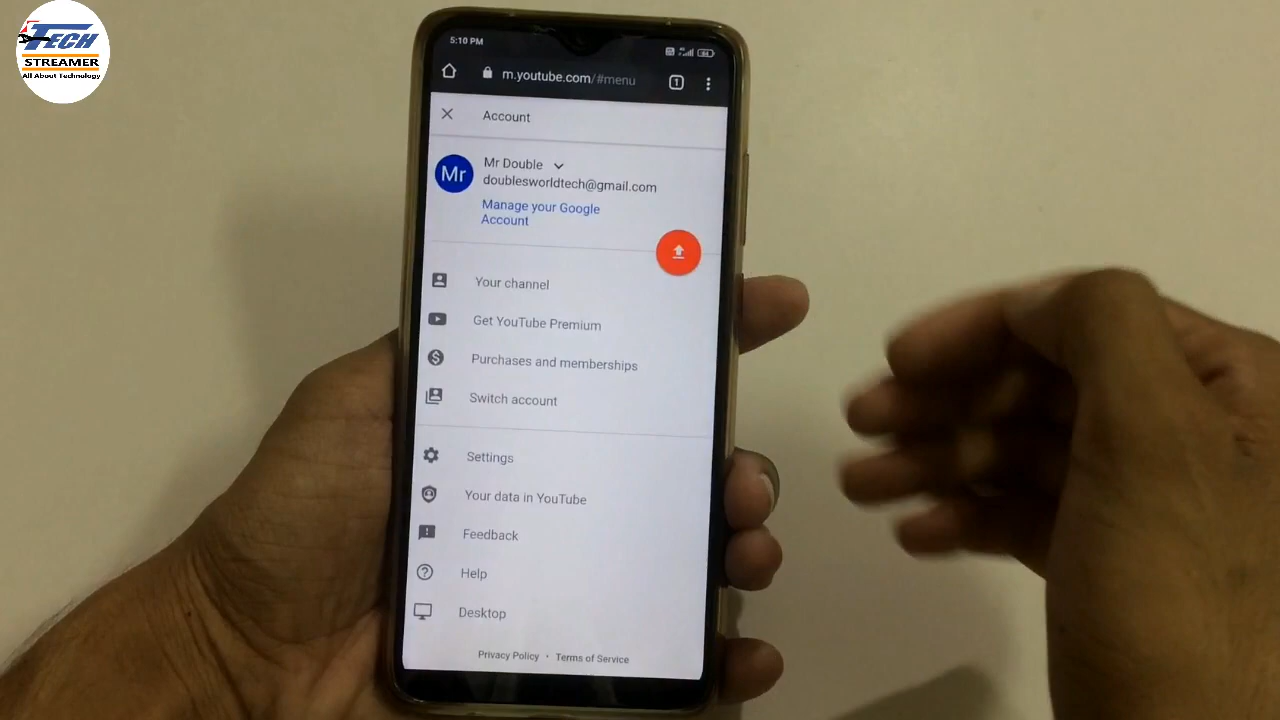 TECH
STREAMER
All About Technology
5:10 PM
m.youtube.com/#menu
1
Account
Mr
Mr Double
doublesworldtech@gmail.com
Manage your Google
Account
Your channel
Get YouTube Premium
Purchases and memberships
Switch account
Settings
Your data in YouTube
Feedback
Help
Desktop
Privacy Policy · Terms of Service